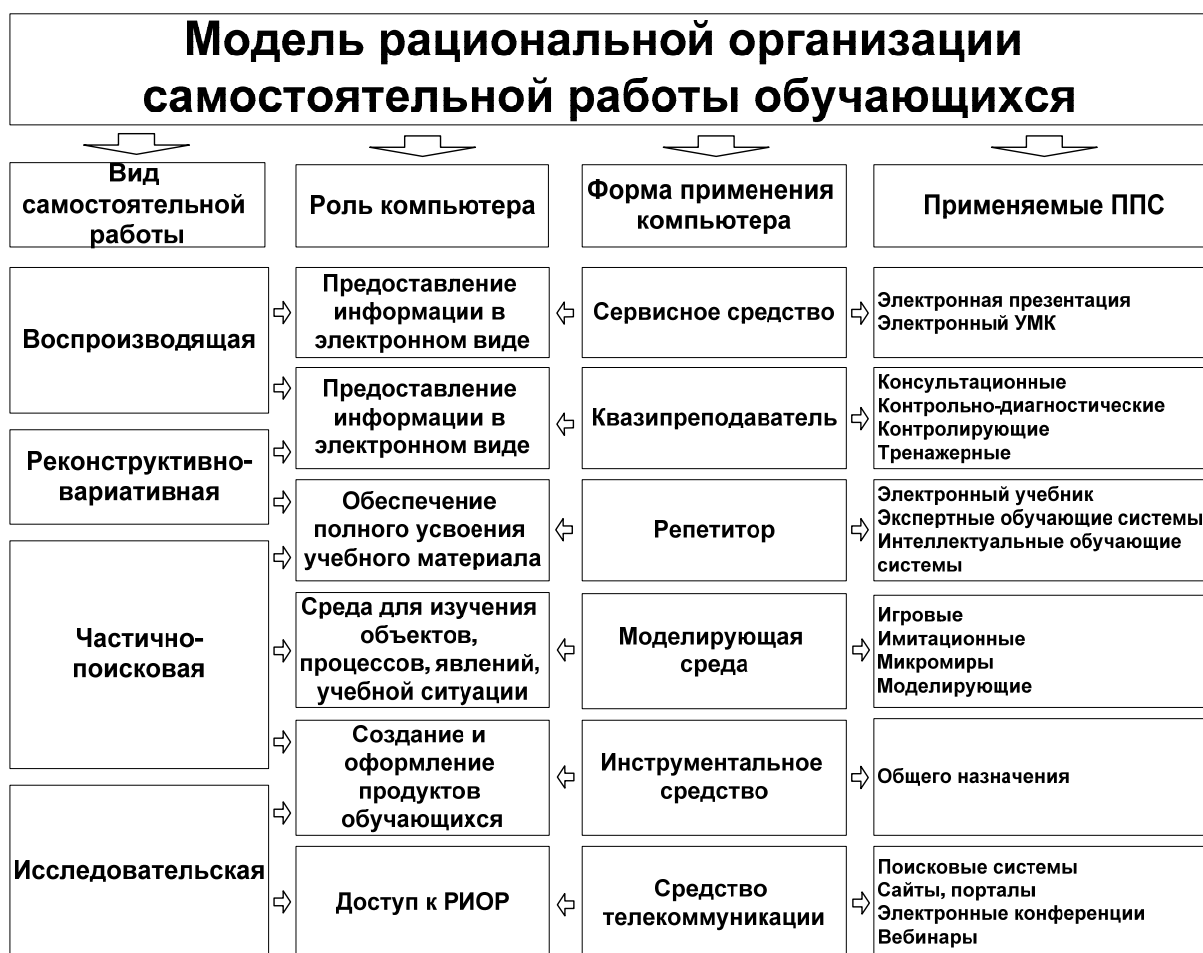 Модель рациональной организации
самостоятельной работы обучающихся
Вид
самостоятельной
работы
Роль компьютера
Форма применения
компьютера
Применяемые ППС
Воспроизводящая
Предоставление
информации в
электронном виде
Сервисное средство
Электронная презентация
Электронный УМК
Предоставление
информации в
электронном виде
Квазипреподаватель
Консультационные
Контрольно-диагностические
Контролирующие
Тренажерные
Реконструктивно-
вариативная
Обеспечение
полного усвоения
учебного материала
Репетитор
Электронный учебник
Экспертные обучающие системы
Интеллектуальные обучающие
системы
Частично-
поисковая
Среда для изучения
объектов,
процессов, явлений,
учебной ситуации
Моделирующая
среда
Игровые
Имитационные
Микромиры
Моделирующие
Создание и
оформление
продуктов
обучающихся
Инструментальное
средство
Общего назначения
Исследовательская
Доступ к РИОР
Средство
телекоммуникации
Поисковые системы
Сайты, порталы
Электронные конференции
Вебинары